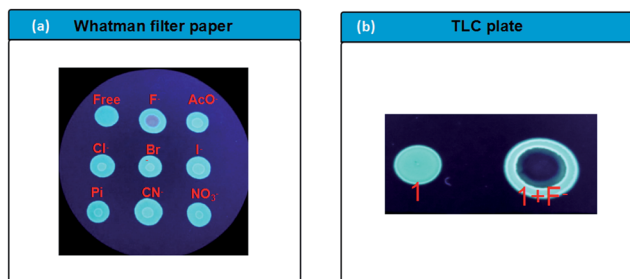 (a) Whatman filter paper
Free F⁻ AcO
Cl⁻ Br I⁻
Pi CN⁻ NO₃⁻
(b) TLC plate
1 1+F⁻